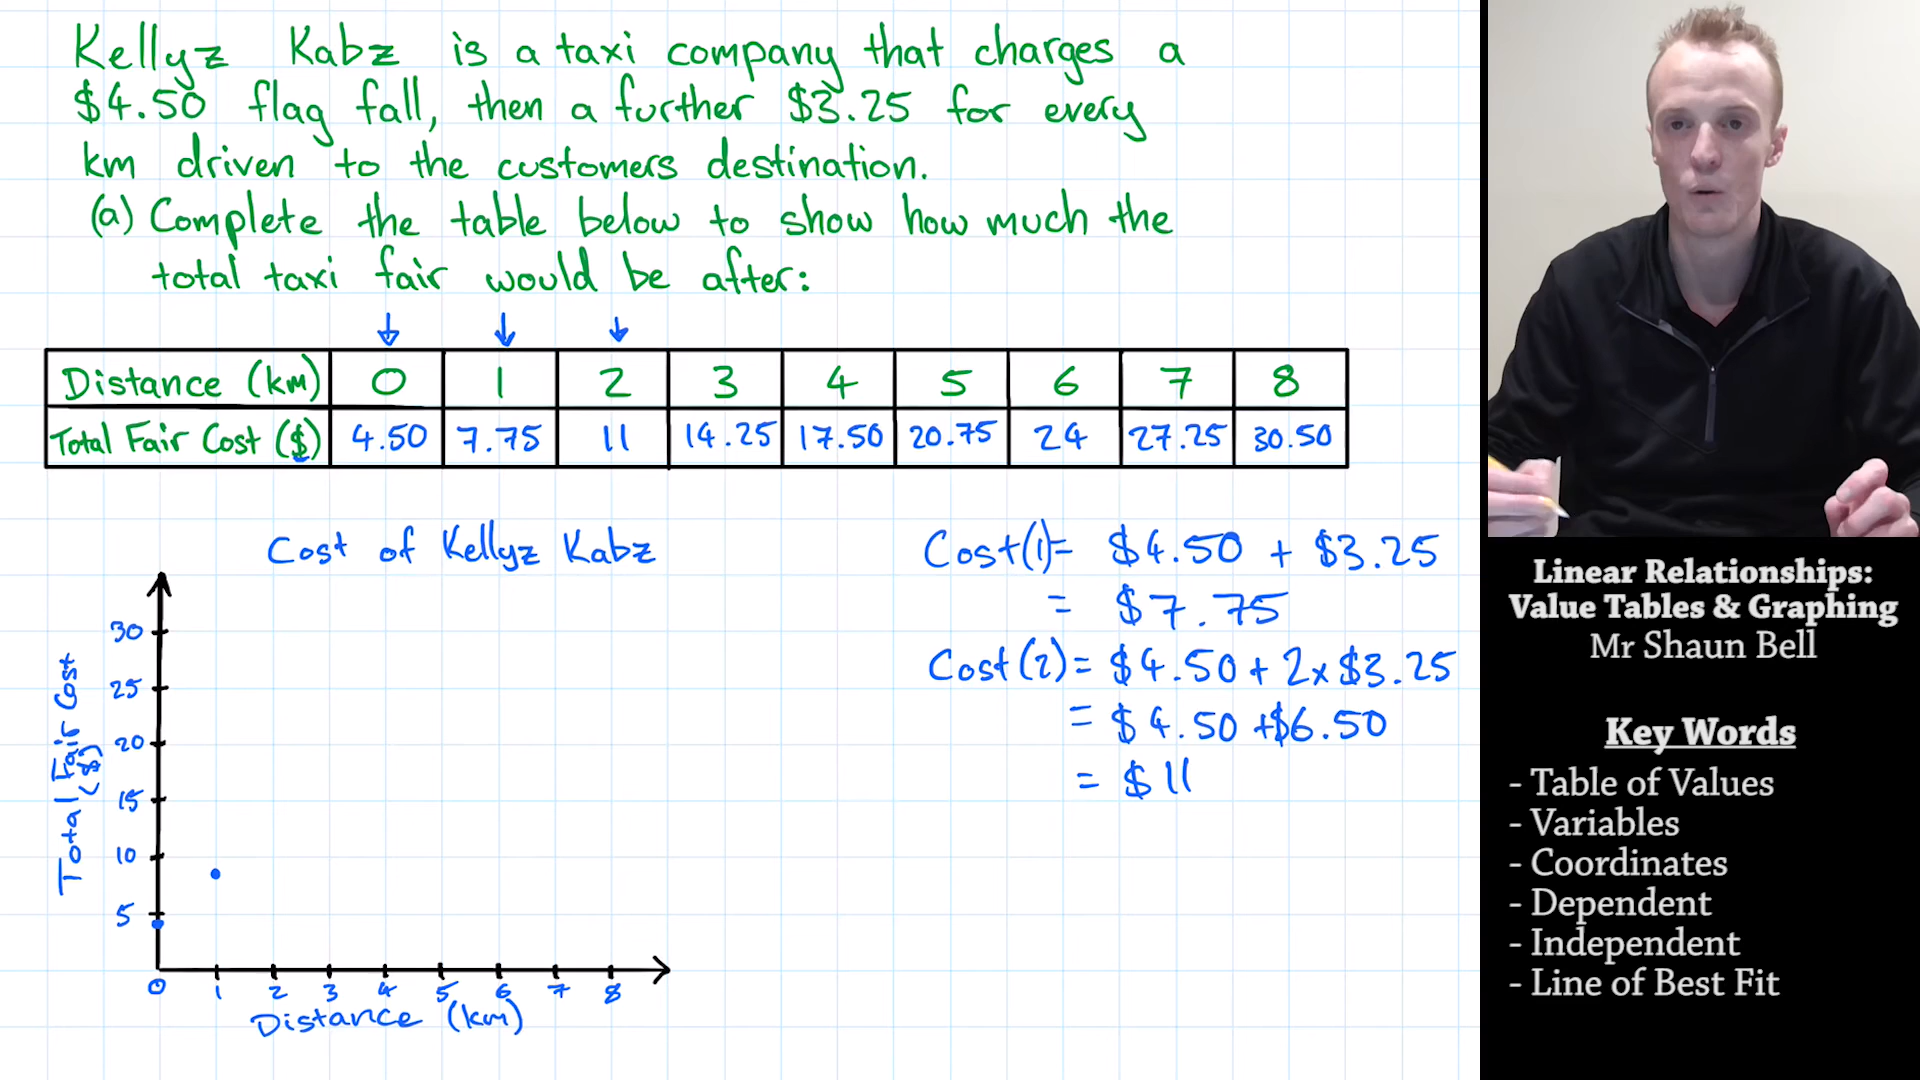 Kellyz Kabz is a taxi company that charges a
$4.50 flag fall, then a further $3.25 for every
km driven to the customers destination.
(a) Complete the table below to show how much the
total taxi fair would be after:
Distance (km) 0 1 2 3 4 5 6 7 8
Total Fair Cost ($) 4.50 7.75 11 14.25 17.50 20.75 24 27.25 30.50
Cost of Kellyz Kabz
Total Fair Cost
($)
30
25
20
15
10
5
0 1 2 3 4 5 6 7 8
Distance (km)
Cost(1)= $4.50 + $3.25
= $7.75
Cost(2)= $4.50 + 2x$3.25
= $4.50 +$6.50
= $11
Linear Relationships:
Value Tables & Graphing
Mr Shaun Bell
Key Words
- Table of Values
- Variables
- Coordinates
- Dependent
- Independent
- Line of Best Fit